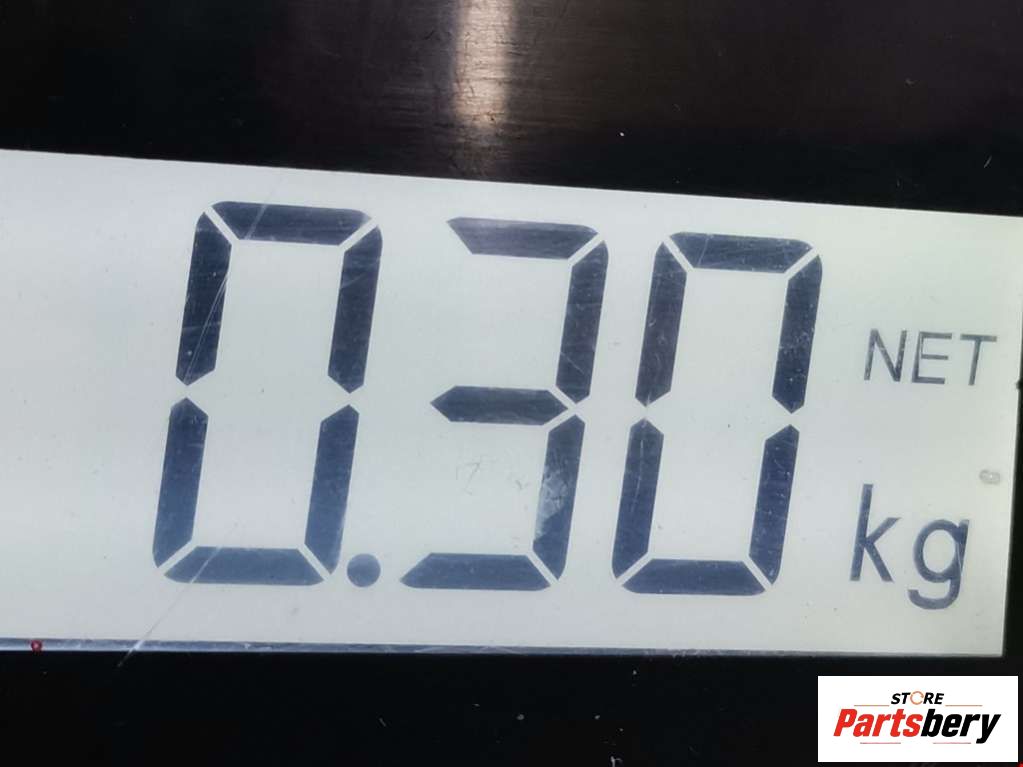 0.30 NET
kg
STORE
Partsbery